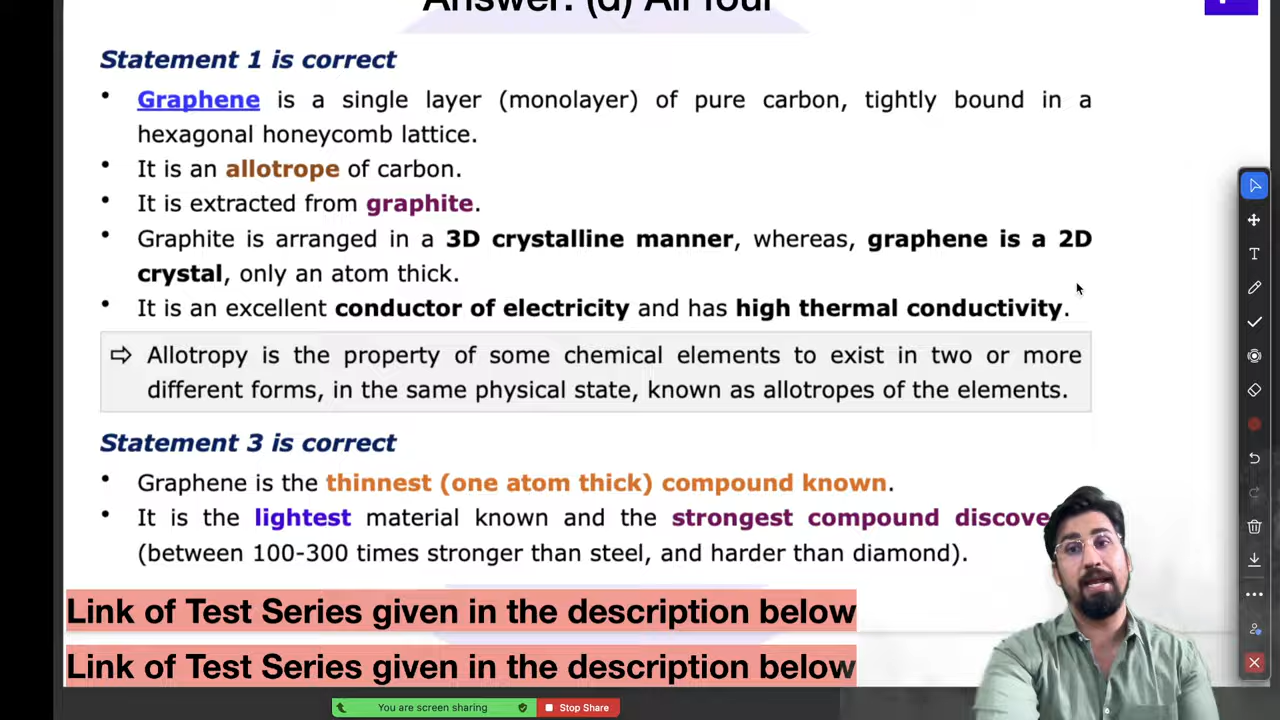 Answer: (d) All four
Statement 1 is correct
• Graphene is a single layer (monolayer) of pure carbon, tightly bound in a
hexagonal honeycomb lattice.
• It is an allotrope of carbon.
• It is extracted from graphite.
• Graphite is arranged in a 3D crystalline manner, whereas, graphene is a 2D
crystal, only an atom thick.
• It is an excellent conductor of electricity and has high thermal conductivity.
⇨ Allotropy is the property of some chemical elements to exist in two or more
different forms, in the same physical state, known as allotropes of the elements.
Statement 3 is correct
• Graphene is the thinnest (one atom thick) compound known.
• It is the lightest material known and the strongest compound
(between 100-300 times stronger than steel, and harder than diamond).
Link of Test Series given in the description below
Link of Test Series given in the description below
You are screen sharing
Stop Share